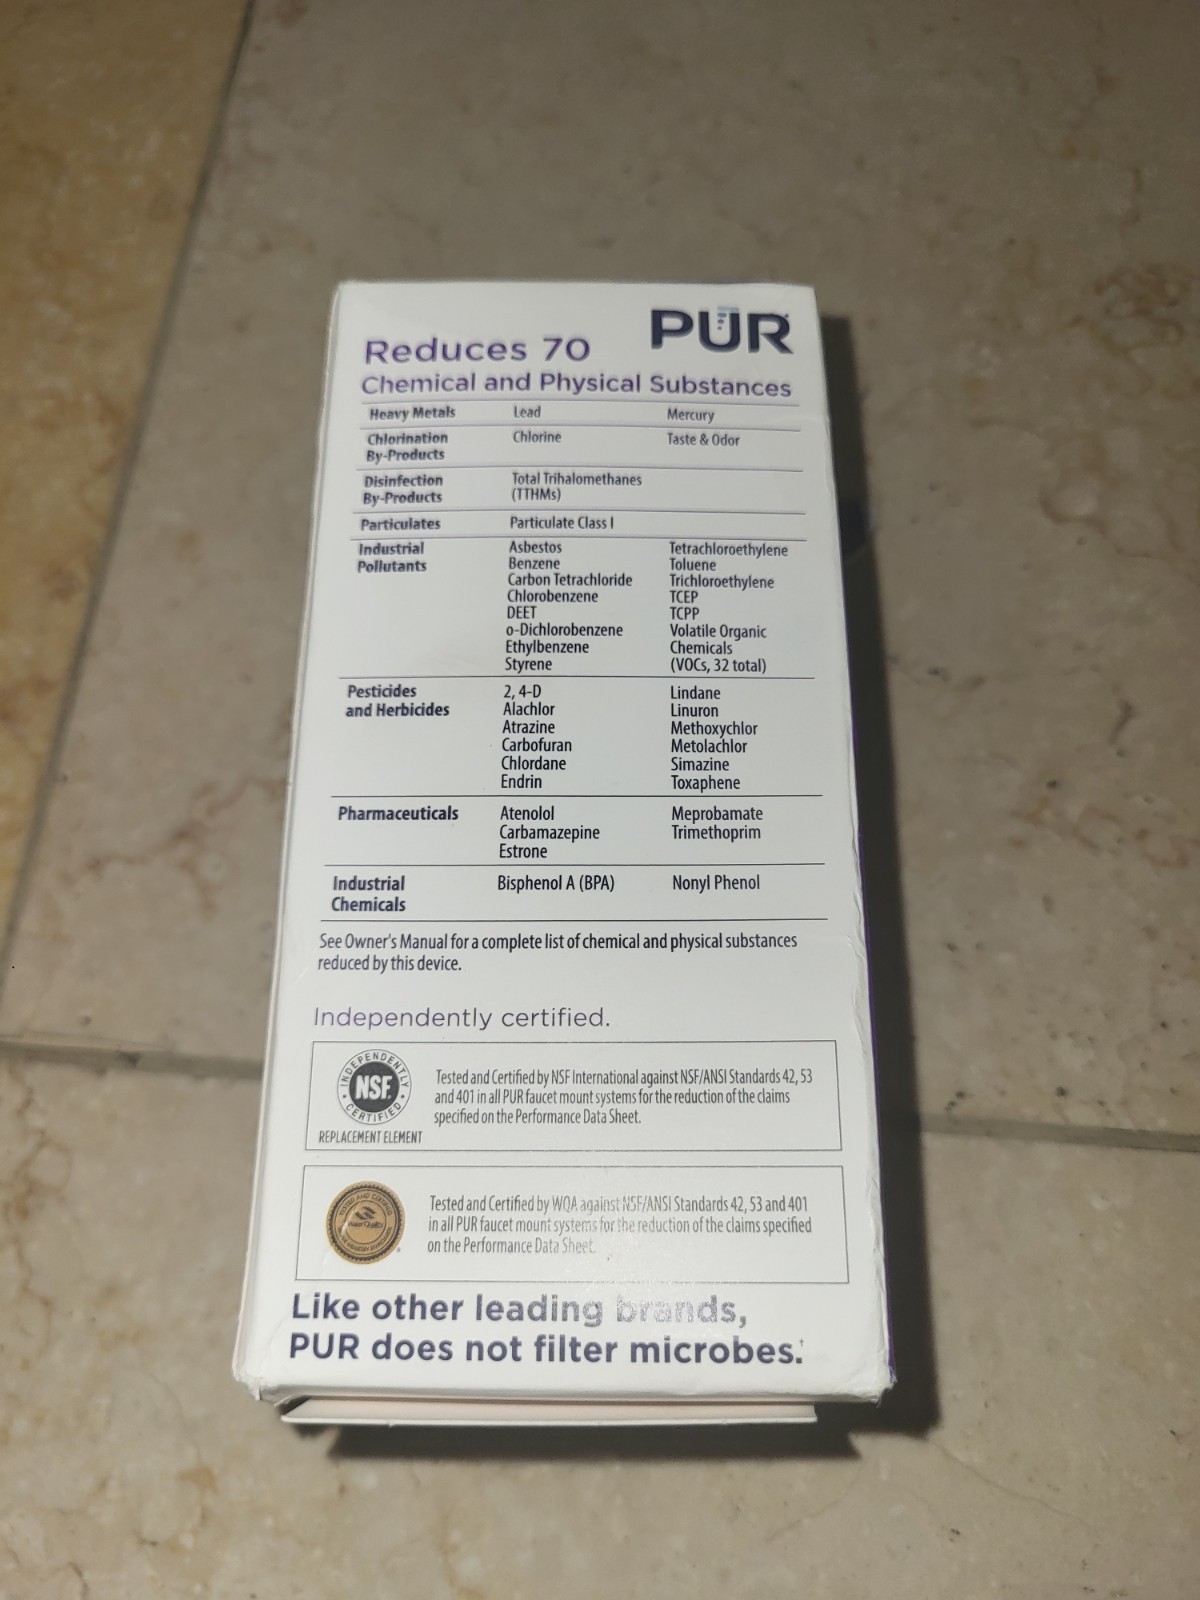 PUR
Reduces 70
Chemical and Physical Substances
Heavy Metals Lead Mercury
Chlorination Chlorine Taste & Odor
By-Products
Disinfection Total Trihalomethanes
By-Products (TTHMs)
Particulates Particulate Class I
Industrial Asbestos Tetrachloroethylene
Pollutants Benzene Toluene
Carbon Tetrachloride Trichloroethylene
Chlorobenzene TCEP
DEET TCPP
o-Dichlorobenzene Volatile Organic
Ethylbenzene Chemicals
Styrene (VOCs, 32 total)
Pesticides 2, 4-D Lindane
and Herbicides Alachlor Linuron
Atrazine Methoxychlor
Carbofuran Metolachlor
Chlordane Simazine
Endrin Toxaphene
Pharmaceuticals Atenolol Meprobamate
Carbamazepine Trimethoprim
Estrone
Industrial Bisphenol A (BPA) Nonyl Phenol
Chemicals
See Owner's Manual for a complete list of chemical and physical substances
reduced by this device.
Independently certified.
INDEPENDENTLY
NSF
CERTIFIED
REPLACEMENT ELEMENT
Tested and Certified by NSF International against NSF/ANSI Standards 42, 53
and 401 in all PUR faucet mount systems for the reduction of the claims
specified on the Performance Data Sheet.
TESTED AND CERTIFIED
Water Quality
Tested and Certified by WQA against NSF/ANSI Standards 42, 53 and 401
in all PUR faucet mount systems for the reduction of the claims specified
on the Performance Data Sheet.
Like other leading brands,
PUR does not filter microbes.†